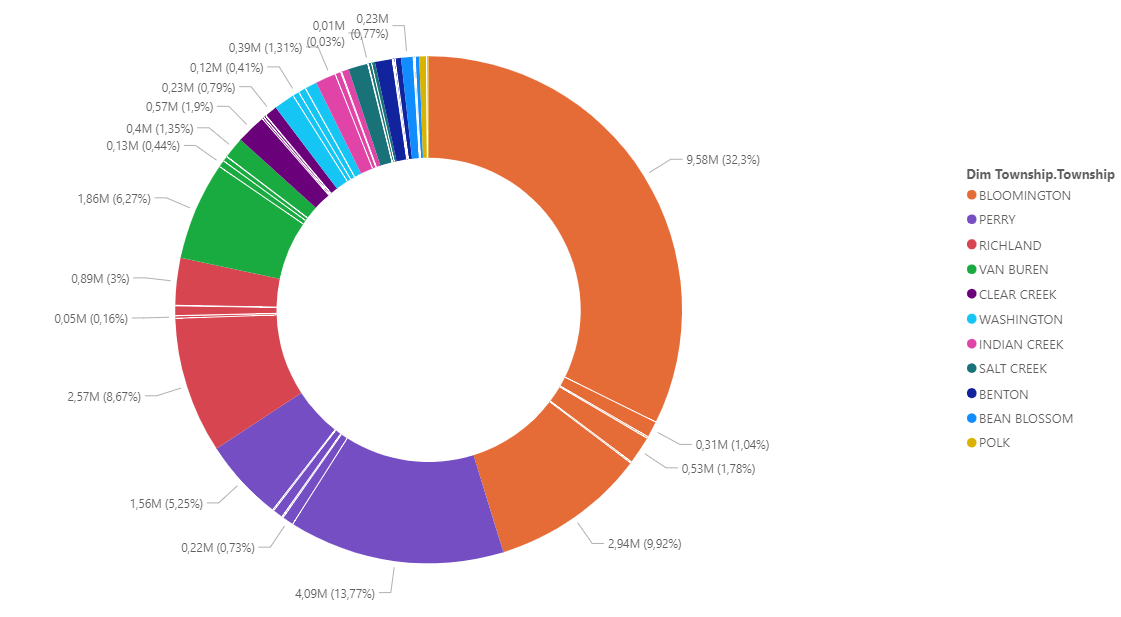 0,23M
(0,77%)
0,01M
(0,03%)
0,39M (1,31%)
0,12M (0,41%)
0,23M (0,79%)
0,57M (1,9%)
0,4M (1,35%)
0,13M (0,44%)
1,86M (6,27%)
0,89M (3%)
0,05M (0,16%)
2,57M (8,67%)
1,56M (5,25%)
0,22M (0,73%)
4,09M (13,77%)
9,58M (32,3%)
0,31M (1,04%)
0,53M (1,78%)
2,94M (9,92%)
Dim Township.Township
BLOOMINGTON
PERRY
RICHLAND
VAN BUREN
CLEAR CREEK
WASHINGTON
INDIAN CREEK
SALT CREEK
BENTON
BEAN BLOSSOM
POLK